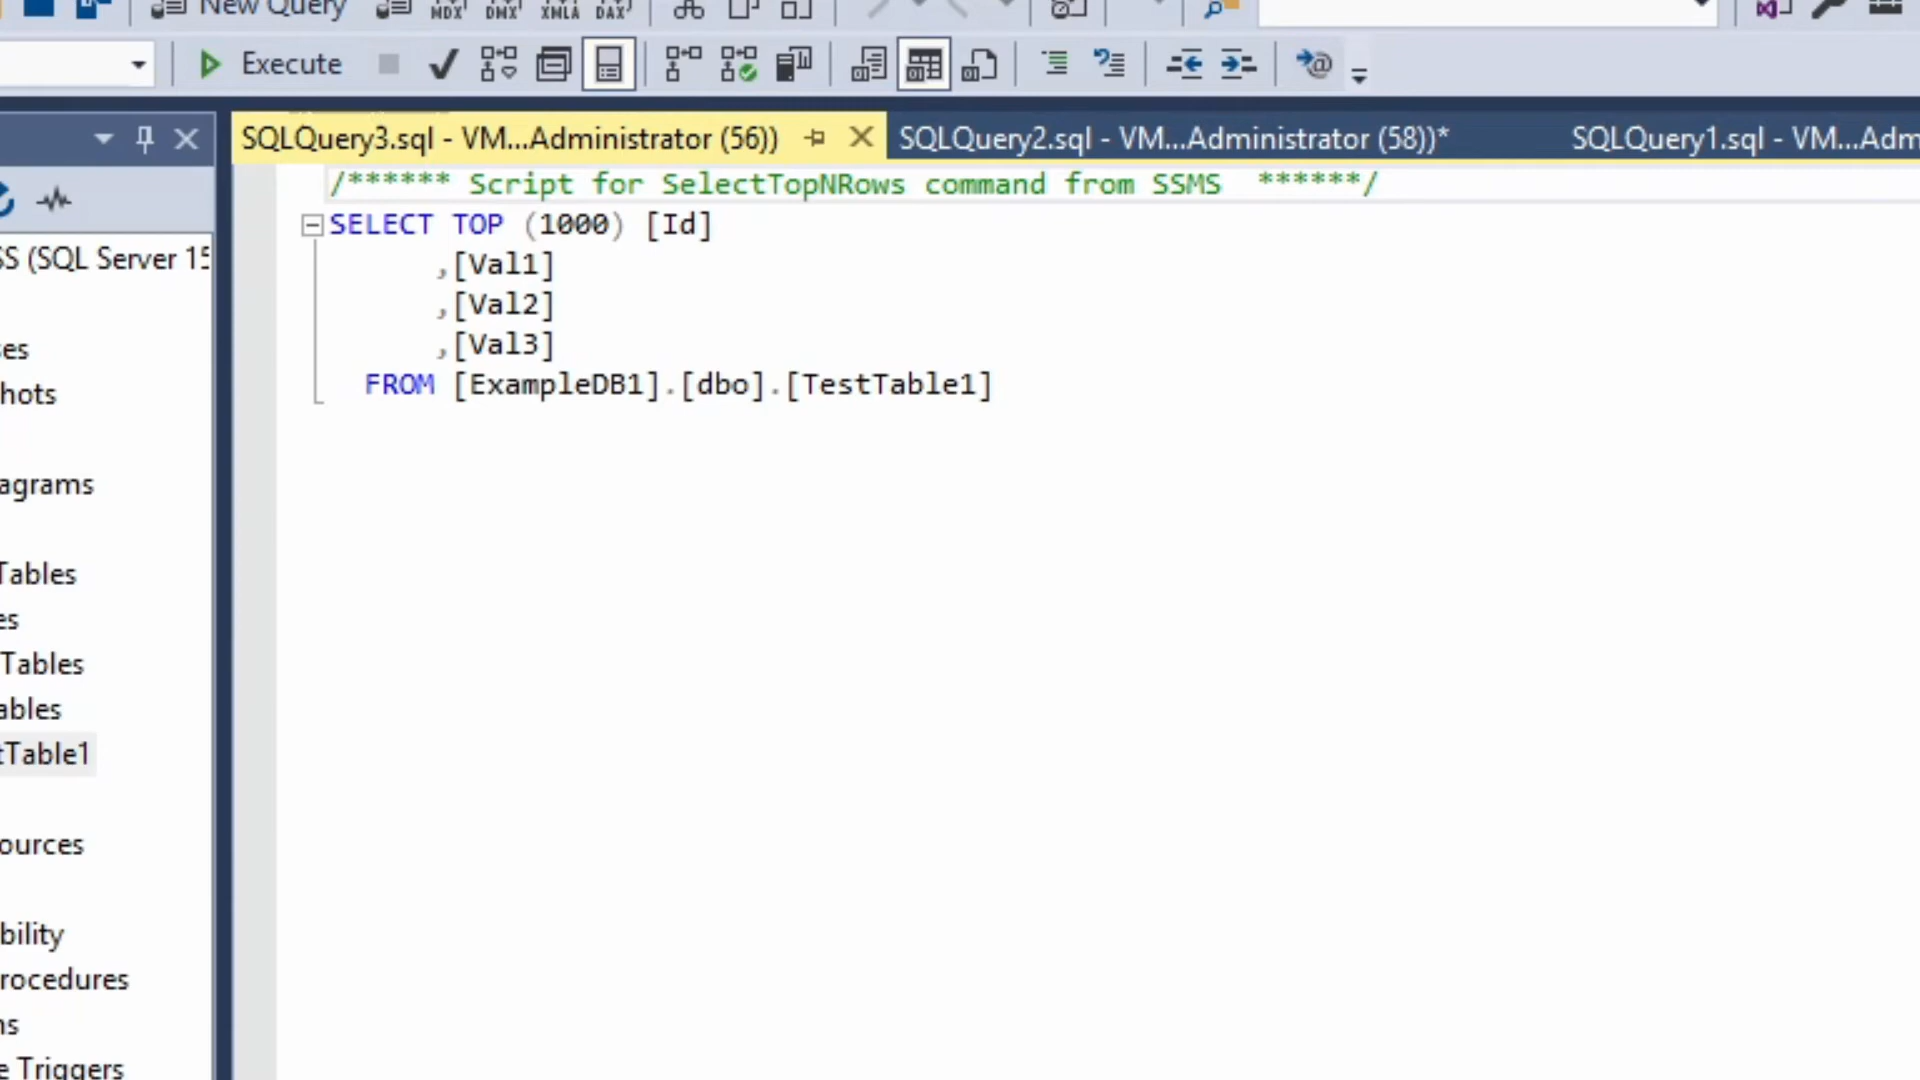 New Query
MDX DMX XMLA DAX
Execute
SQLQuery3.sql - VM...Administrator (56))
SQLQuery2.sql - VM...Administrator (58))*
SQLQuery1.sql - VM...Adm
/****** Script for SelectTopNRows command from SSMS  ******/
SELECT TOP (1000) [Id]
,[Val1]
,[Val2]
,[Val3]
FROM [ExampleDB1].[dbo].[TestTable1]
SS (SQL Server 15
es
hots
agrams
Tables
es
Tables
ables
tTable1
ources
bility
rocedures
ns
e Triggers